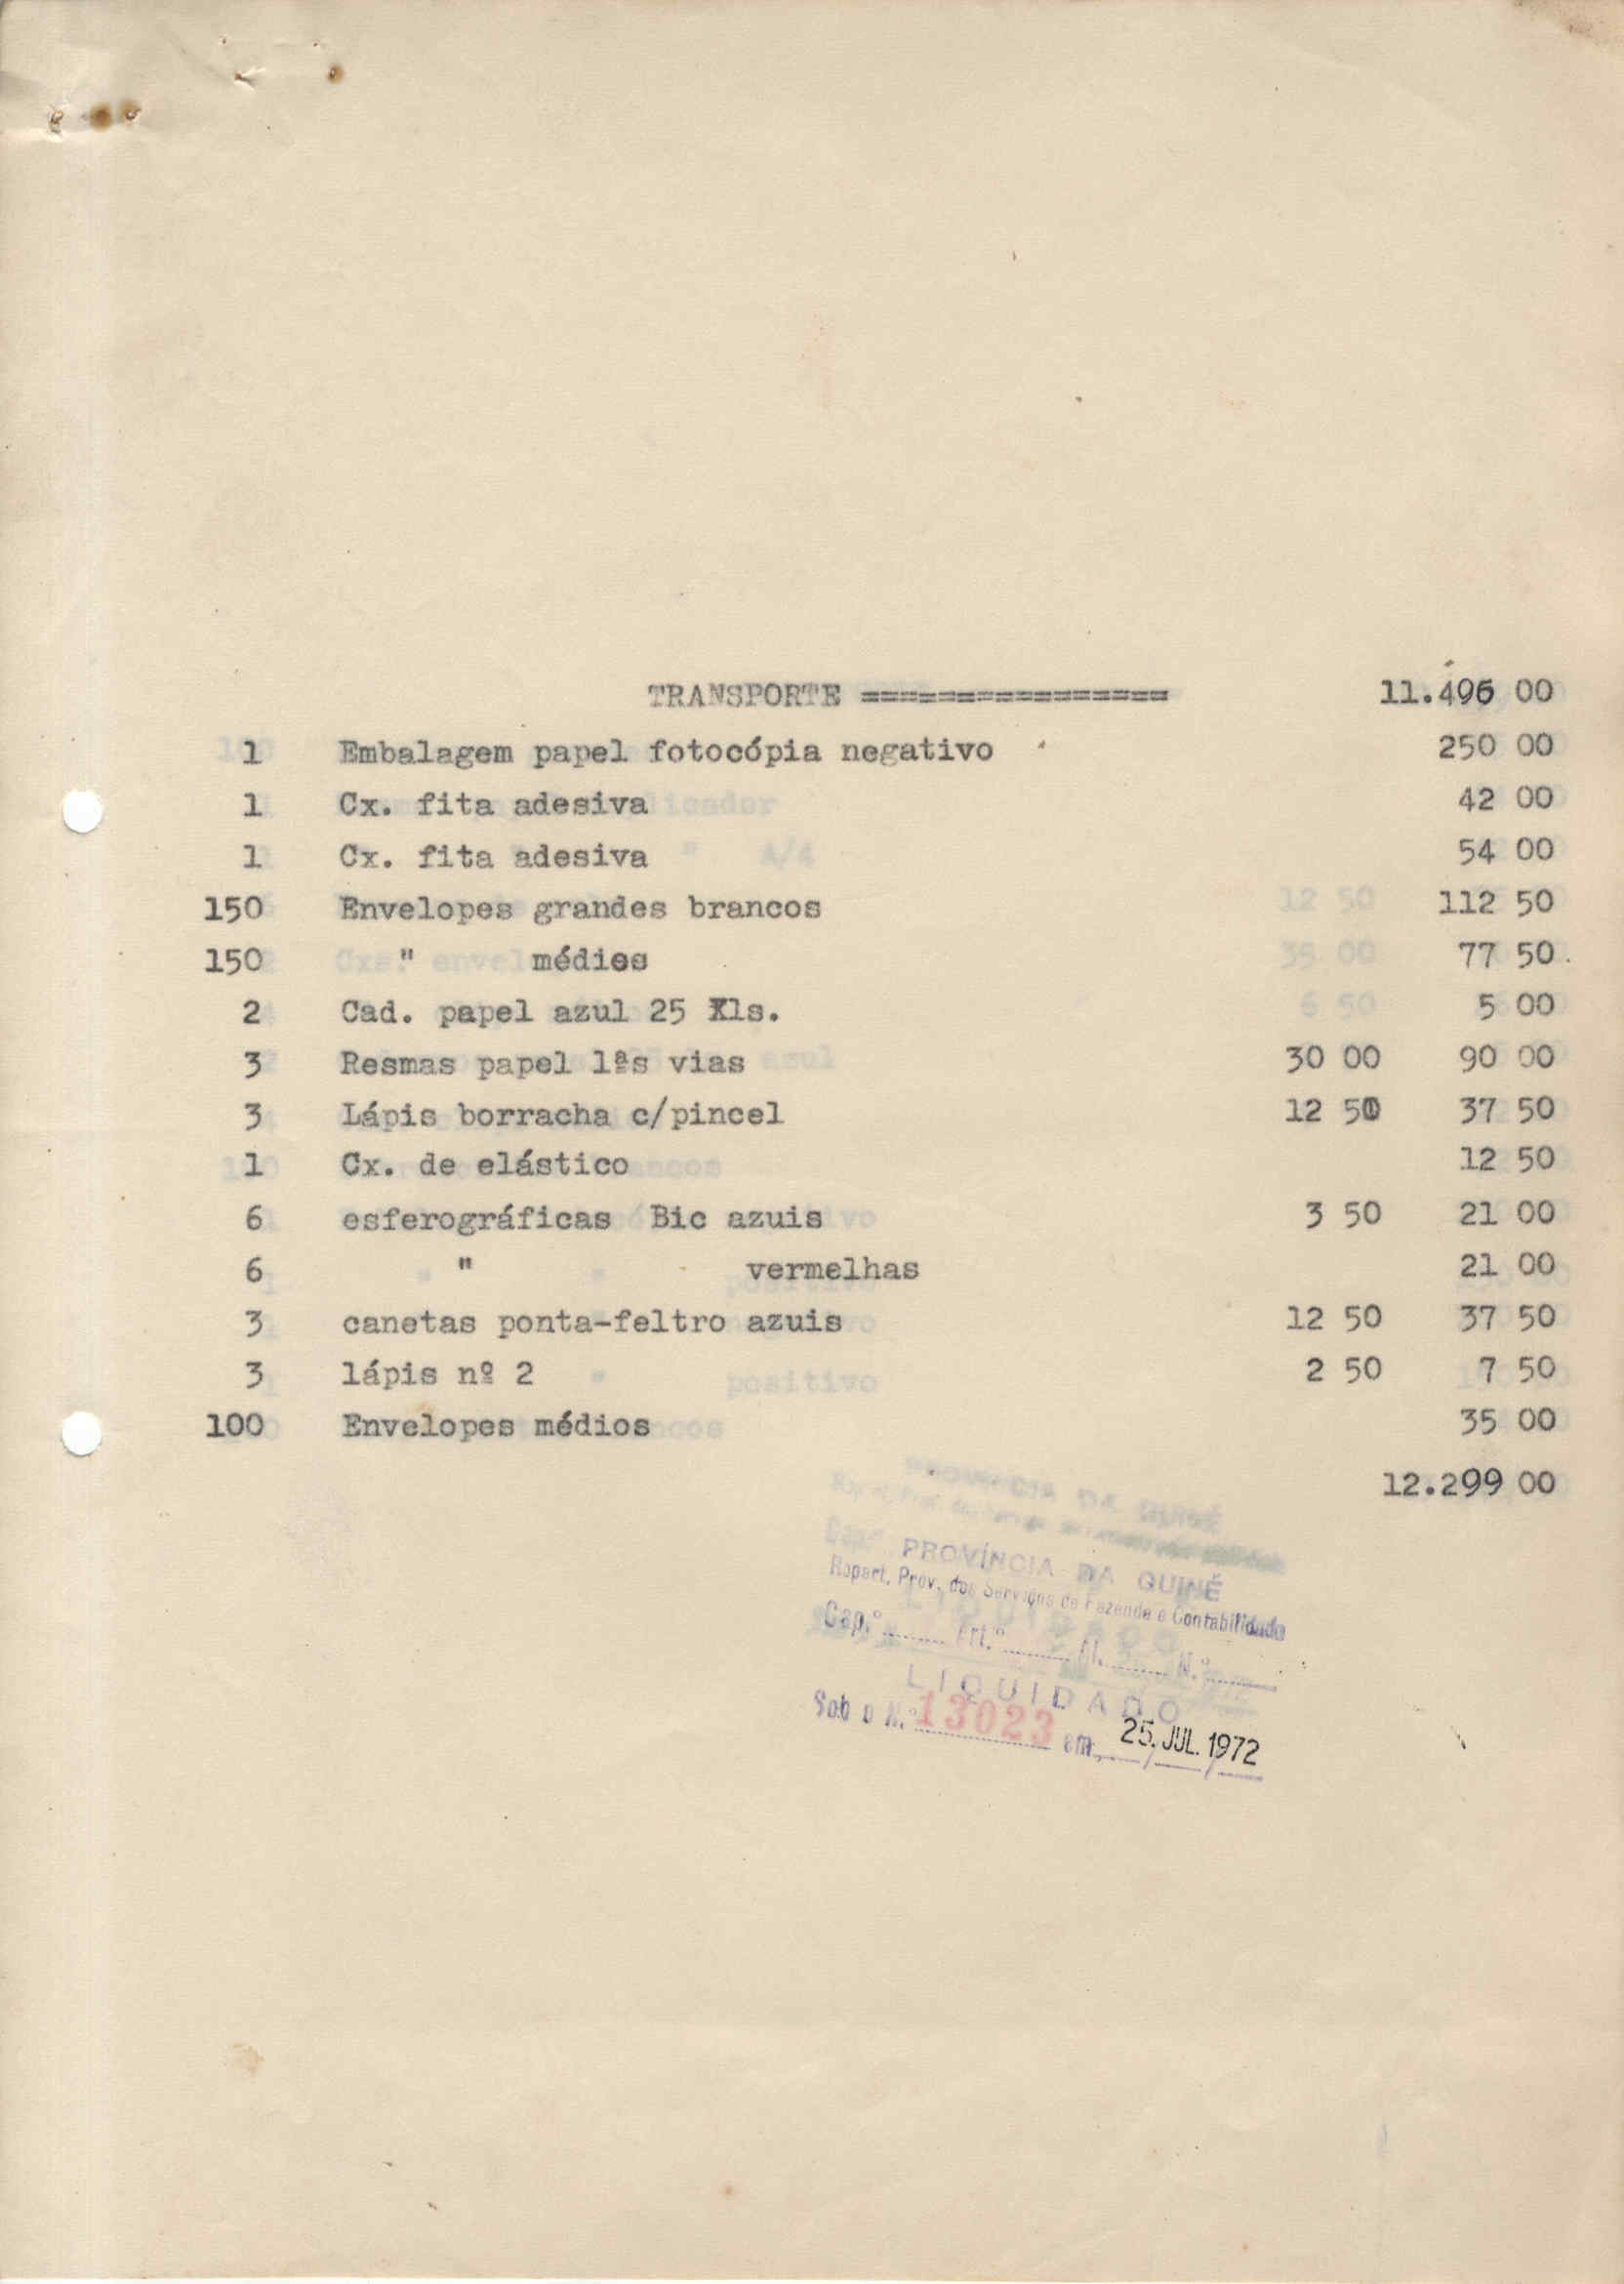 TRANSPORTE ================ 11.496 00
1 Embalagem papel fotocópia negativo 250 00
1 Cx. fita adesiva 42 00
1 Cx. fita adesiva 54 00
150 Envelopes grandes brancos 112 50
150 " médios 77 50.
2 Cad. papel azul 25 Xls. 5 00
3 Resmas papel 1ªs vias 30 00 90 00
3 Lápis borracha c/pincel 12 50 37 50
1 Cx. de elástico 12 50
6 esferográficas Bic azuis 3 50 21 00
6 " vermelhas 21 00
3 canetas ponta-feltro azuis 12 50 37 50
3 lápis nº 2 2 50 7 50
100 Envelopes médios 35 00
12.299 00
PROVÍNCIA DA GUINÉ
Repart. Prov. dos Serviços de Fazenda e Contabilidade
Cap.º ........ Art.º ........ Al. ........ N.º ........
LIQUIDADO
Sob o N.º 13023 em, 25. JUL. 1972